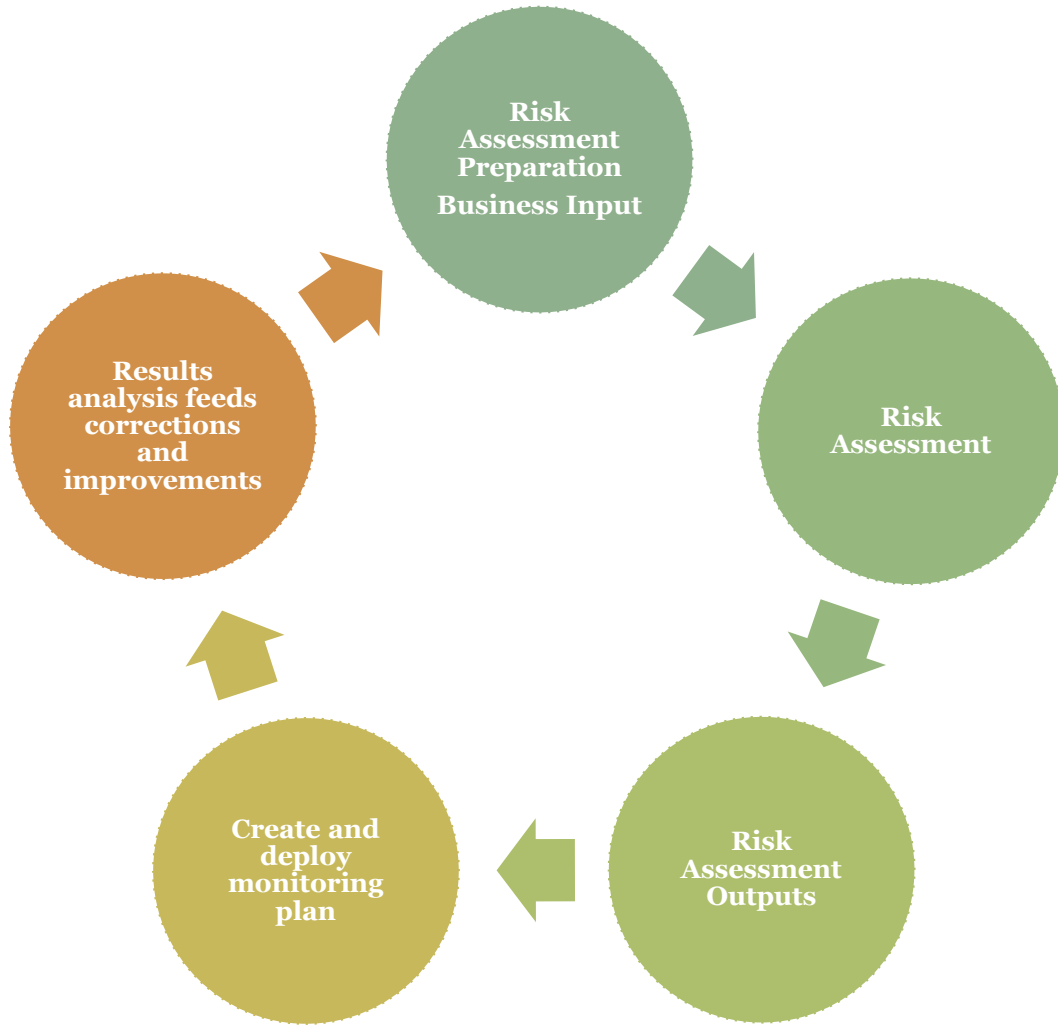 Risk
Assessment
Preparation
Business Input
Risk
Assessment
Risk
Assessment
Outputs
Create and
deploy
monitoring
plan
Results
analysis feeds
corrections
and
improvements